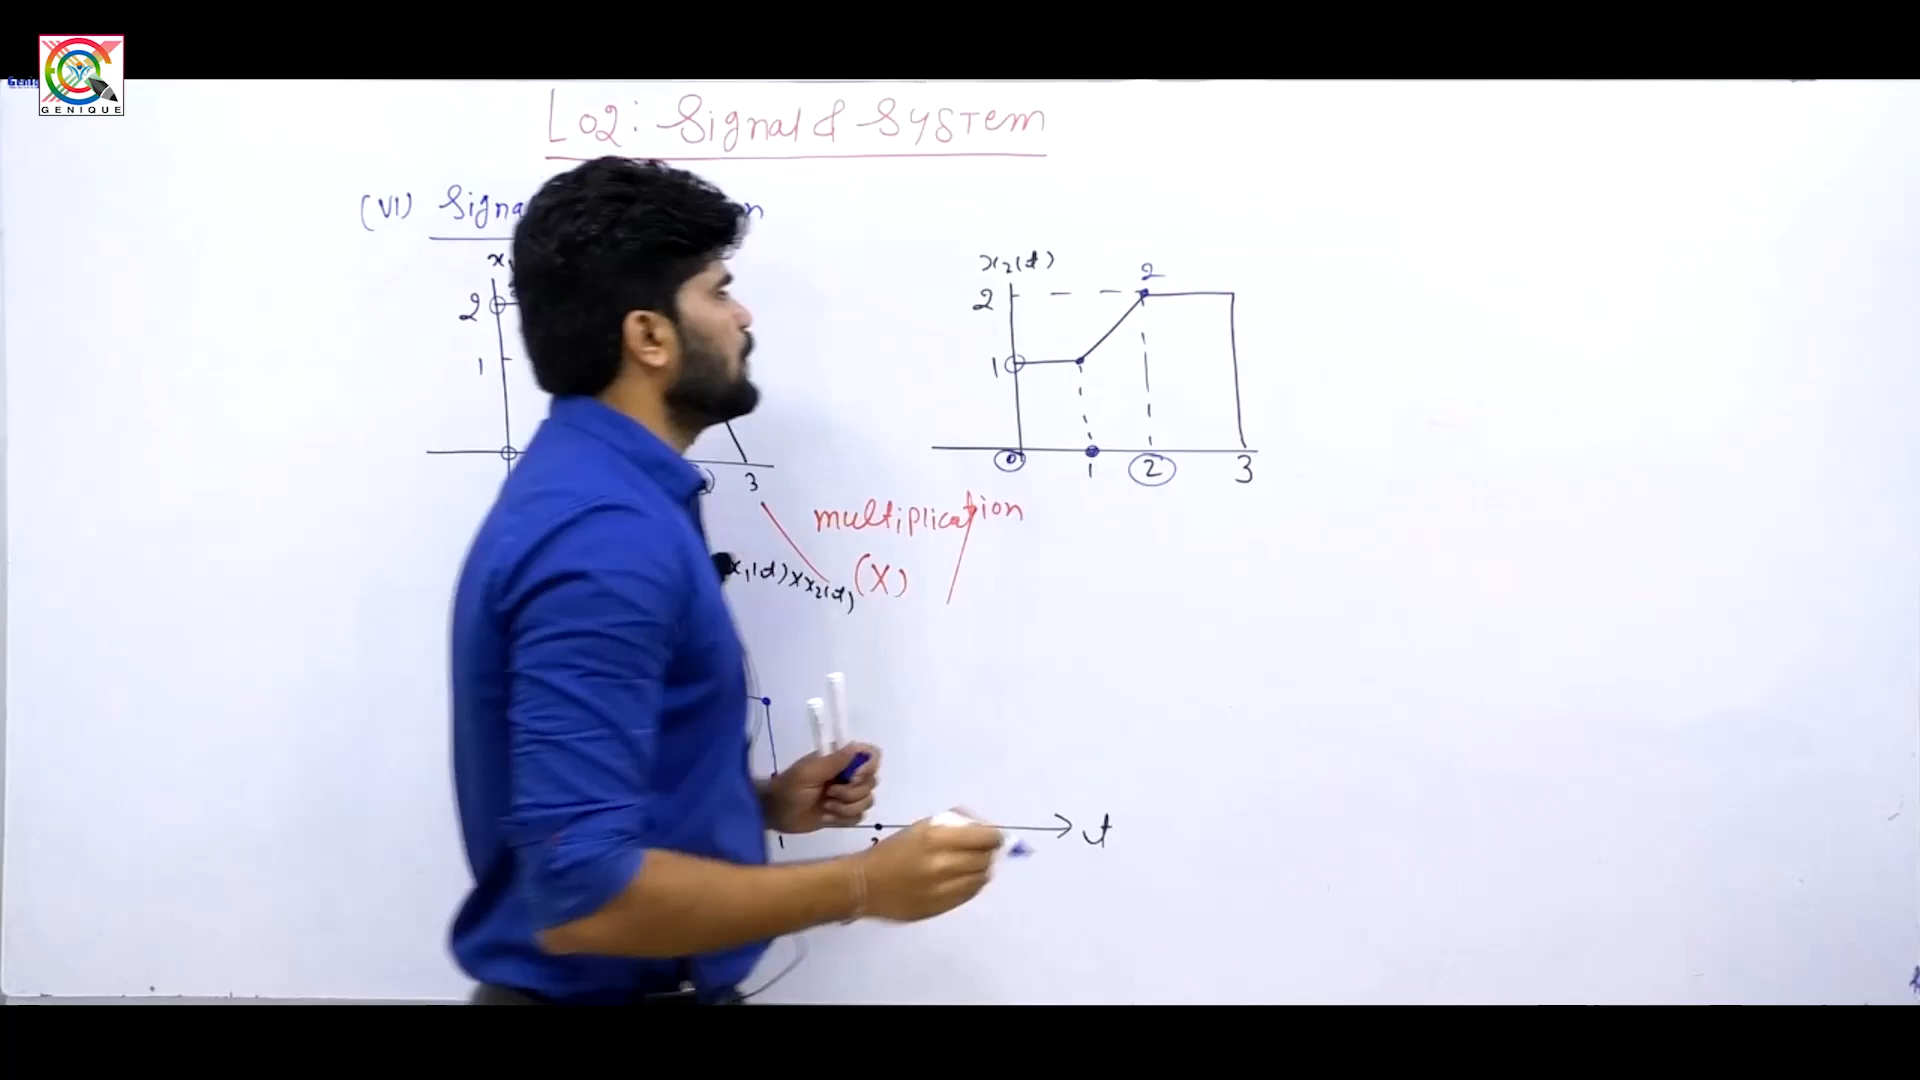 GENIQUE
L02: Signal & System
(VI)
x₂(t)
2
2
2
1
1
0
1
2
3
3
multiplication
x₁(t) × x₂(t)
(X)
1
t